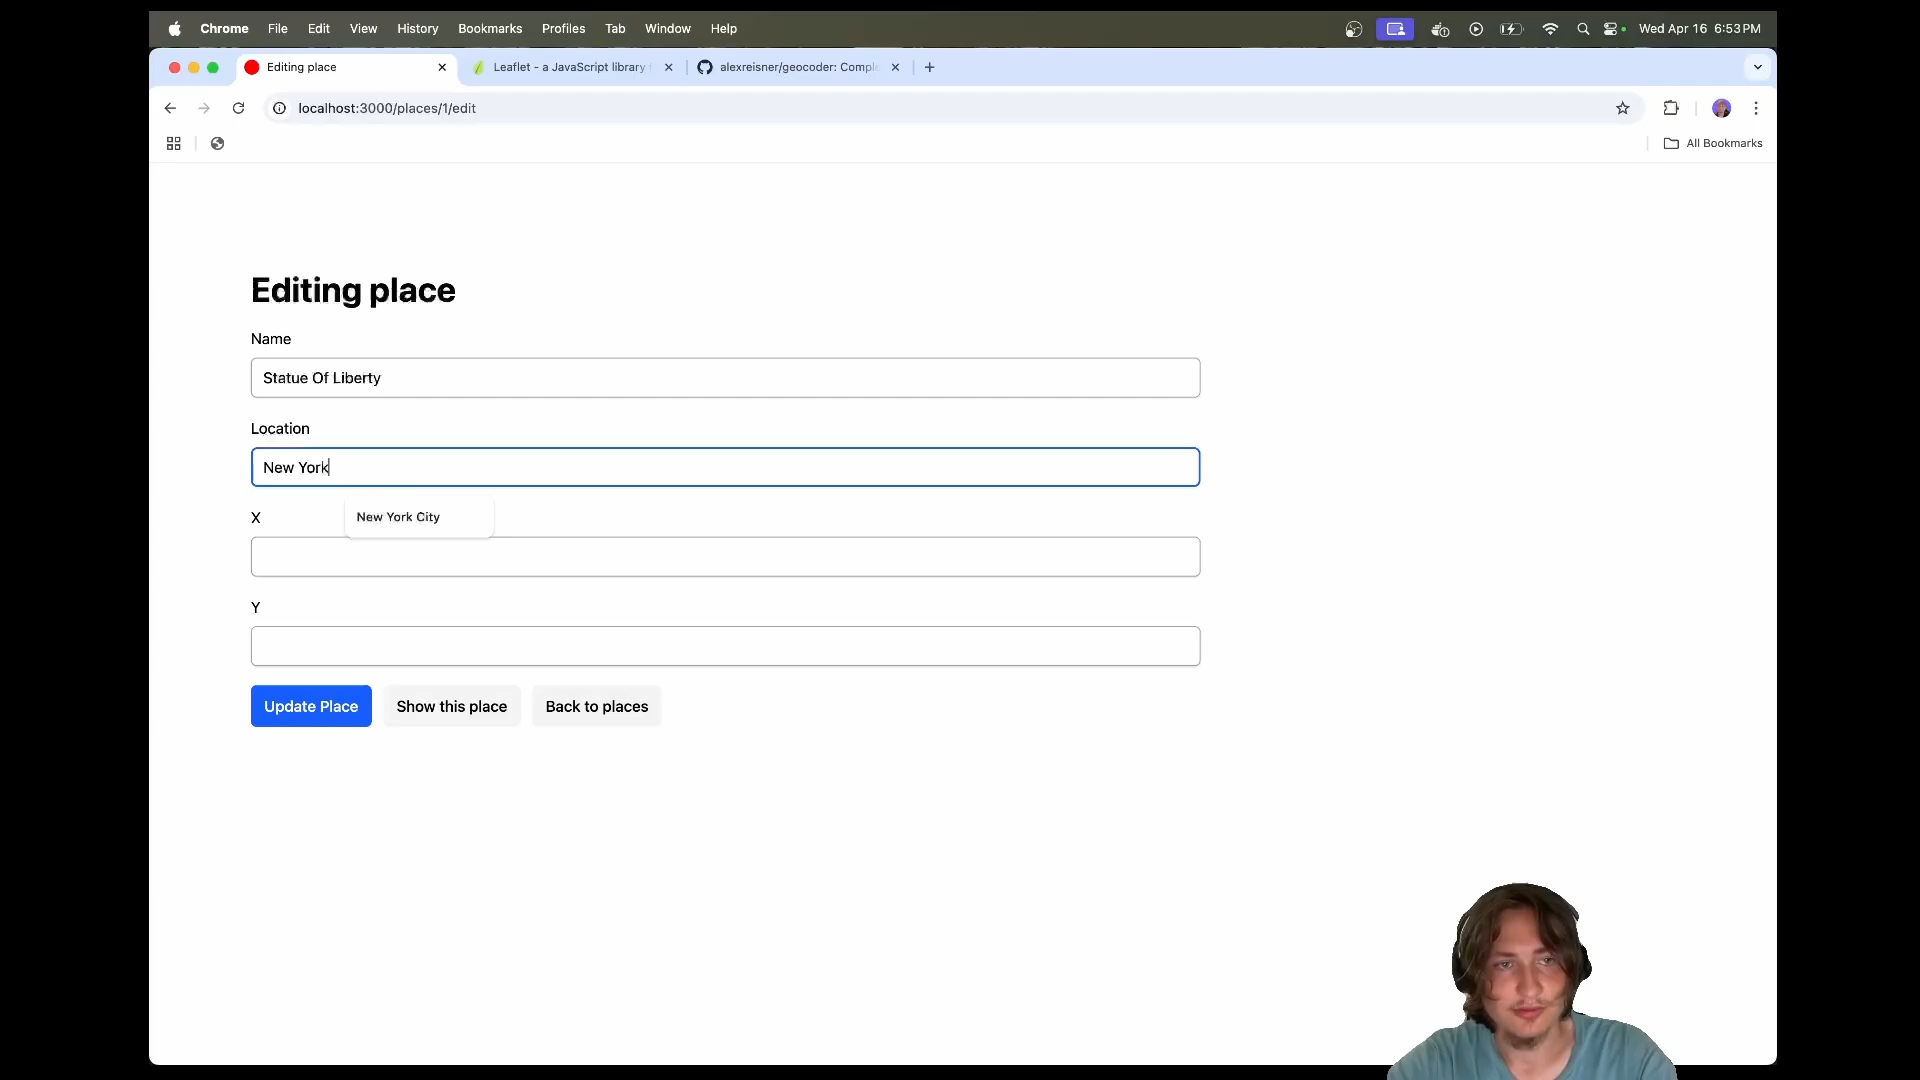 Chrome File Edit View History Bookmarks Profiles Tab Window Help Wed Apr 16 6:53 PM
Editing place Leaflet - a JavaScript library alexreisner/geocoder: Comple
localhost:3000/places/1/edit
All Bookmarks
Editing place
Name
Statue Of Liberty
Location
New York
X
New York City
Y
Update Place Show this place Back to places